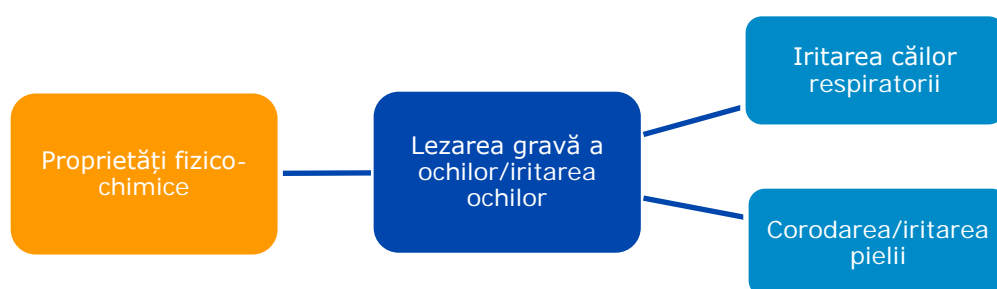 Proprietăți fizico-
chimice
Lezarea gravă a
ochilor/iritarea
ochilor
Iritarea căilor
respiratorii
Corodarea/iritarea
pielii